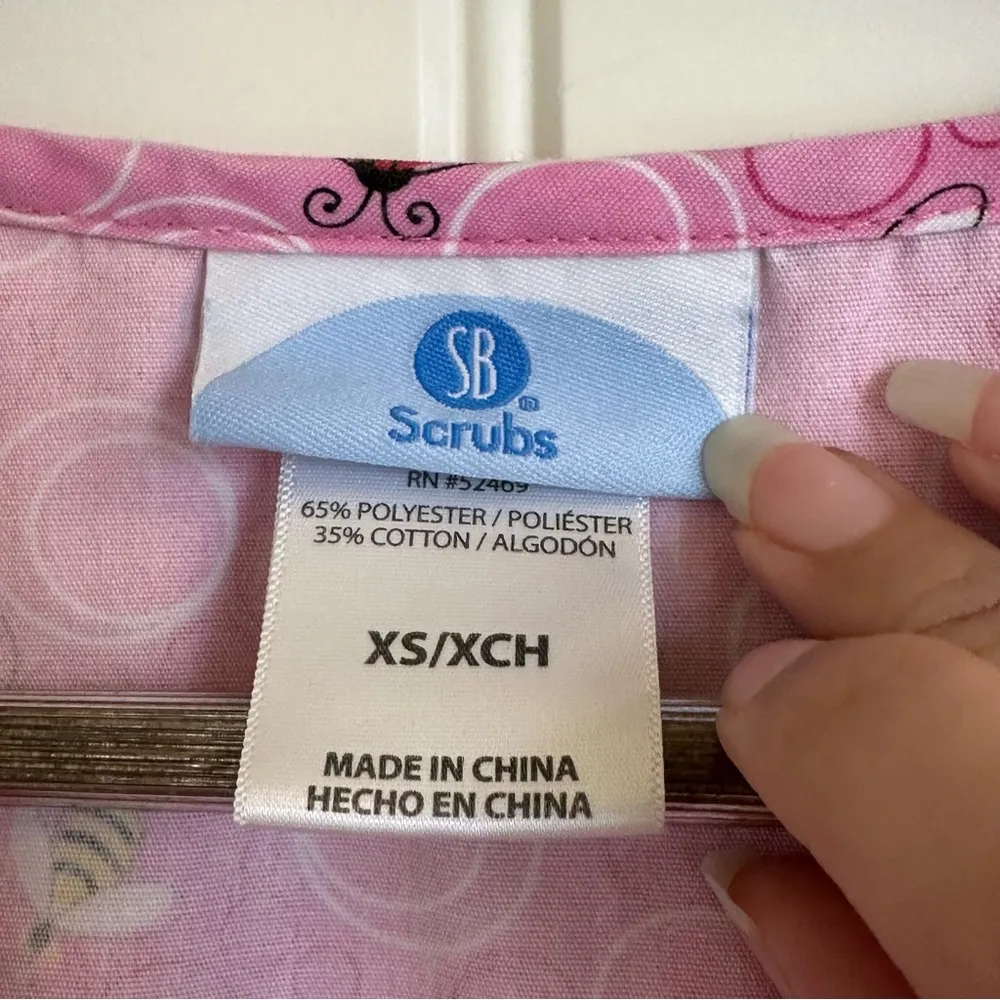 SB
Scrubs
RN #52469
65% POLYESTER / POLIÉSTER
35% COTTON / ALGODÓN
XS/XCH
MADE IN CHINA
HECHO EN CHINA